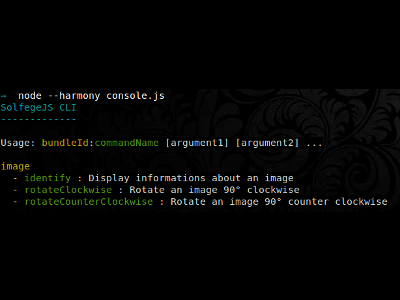 → node --harmony console.js
SolfegeJS CLI
-------------
Usage: bundleId:commandName [argument1] [argument2] ...
image
- identify : Display informations about an image
- rotateClockwise : Rotate an image 90° clockwise
- rotateCounterClockwise : Rotate an image 90° counter clockwise